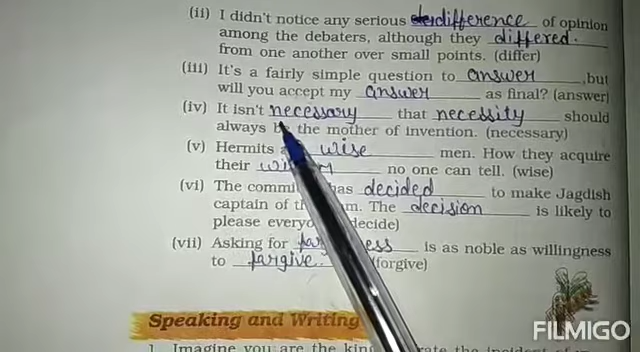 (ii) I didn't notice any serious difference of opinion
among the debaters, although they differed.
from one another over small points. (differ)
(iii) It's a fairly simple question to answer, but
will you accept my answer as final? (answer)
(iv) It isn't necessary that necessity should
always be the mother of invention. (necessary)
(v) Hermits wise men. How they acquire
their no one can tell. (wise)
(vi) The has decided to make Jagdish
captain of The decision is likely to
please decide)
(vii) Asking for is as noble as willingness
to forgive. (forgive)
Speaking and Writing
1. Imagine you are the the incident of
FILMIGO